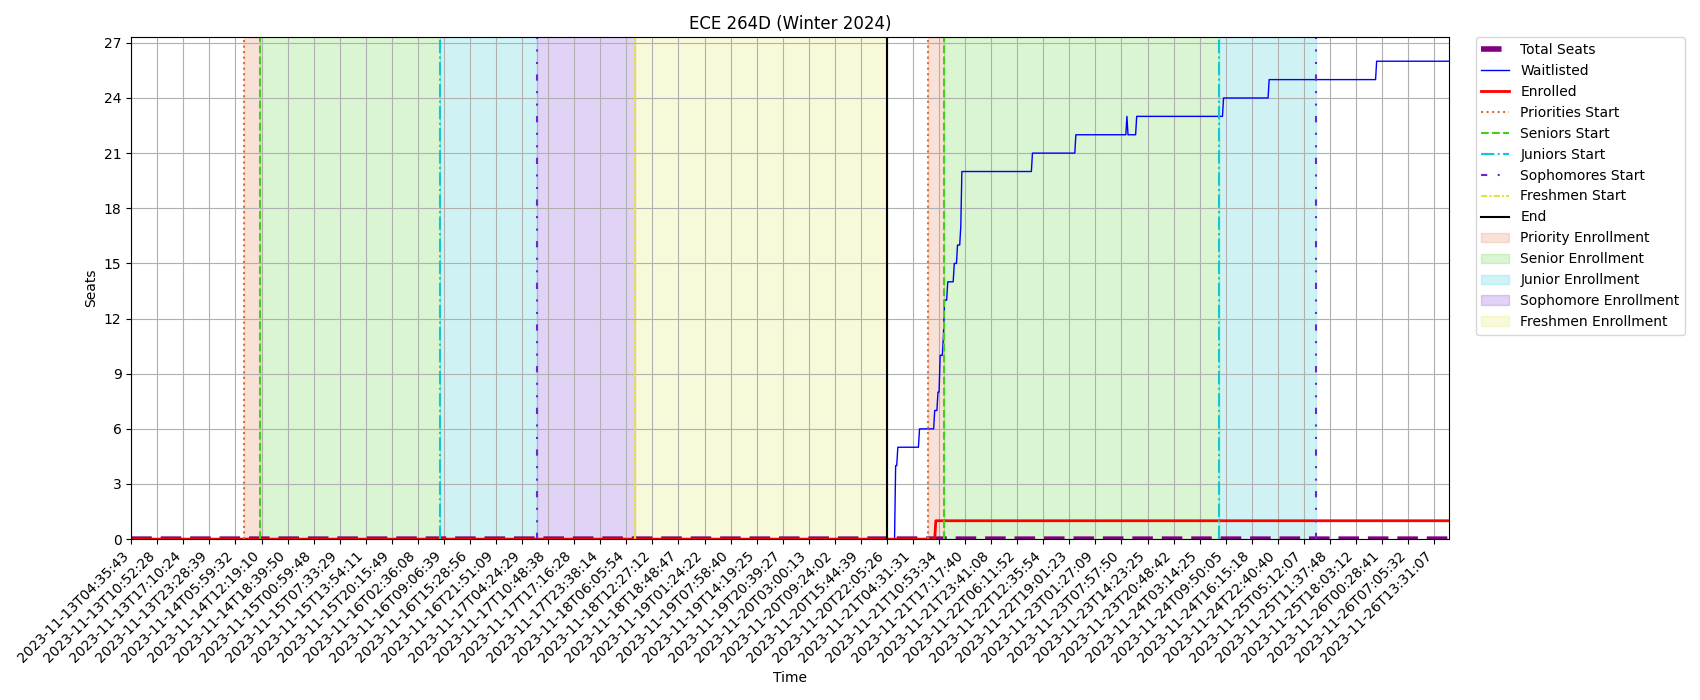 ECE 264D (Winter 2024)
27
24
21
18
15
12
9
6
3
0
Seats
2023-11-13T04:35:43
2023-11-13T10:52:28
2023-11-13T17:10:24
2023-11-13T23:28:39
2023-11-14T05:59:32
2023-11-14T12:19:10
2023-11-14T18:39:50
2023-11-15T00:59:48
2023-11-15T07:33:29
2023-11-15T13:54:11
2023-11-15T20:15:49
2023-11-16T02:36:08
2023-11-16T09:06:39
2023-11-16T15:28:56
2023-11-16T21:51:09
2023-11-17T04:24:29
2023-11-17T10:48:38
2023-11-17T17:16:28
2023-11-17T23:38:14
2023-11-18T06:05:54
2023-11-18T12:27:12
2023-11-18T18:48:47
2023-11-19T01:24:22
2023-11-19T07:58:40
2023-11-19T14:19:25
2023-11-19T20:39:27
2023-11-20T03:00:13
2023-11-20T09:24:02
2023-11-20T15:44:39
2023-11-20T22:05:26
2023-11-21T04:31:31
2023-11-21T10:53:34
2023-11-21T17:17:40
2023-11-21T23:41:08
2023-11-22T06:11:52
2023-11-22T12:35:54
2023-11-22T19:01:23
2023-11-23T01:27:09
2023-11-23T07:57:50
2023-11-23T14:23:25
2023-11-23T20:48:42
2023-11-24T03:14:25
2023-11-24T09:50:05
2023-11-24T16:15:18
2023-11-24T22:40:40
2023-11-25T05:12:07
2023-11-25T11:37:48
2023-11-25T18:03:12
2023-11-26T00:28:41
2023-11-26T07:05:32
2023-11-26T13:31:07
Time
Total Seats
Waitlisted
Enrolled
Priorities Start
Seniors Start
Juniors Start
Sophomores Start
Freshmen Start
End
Priority Enrollment
Senior Enrollment
Junior Enrollment
Sophomore Enrollment
Freshmen Enrollment